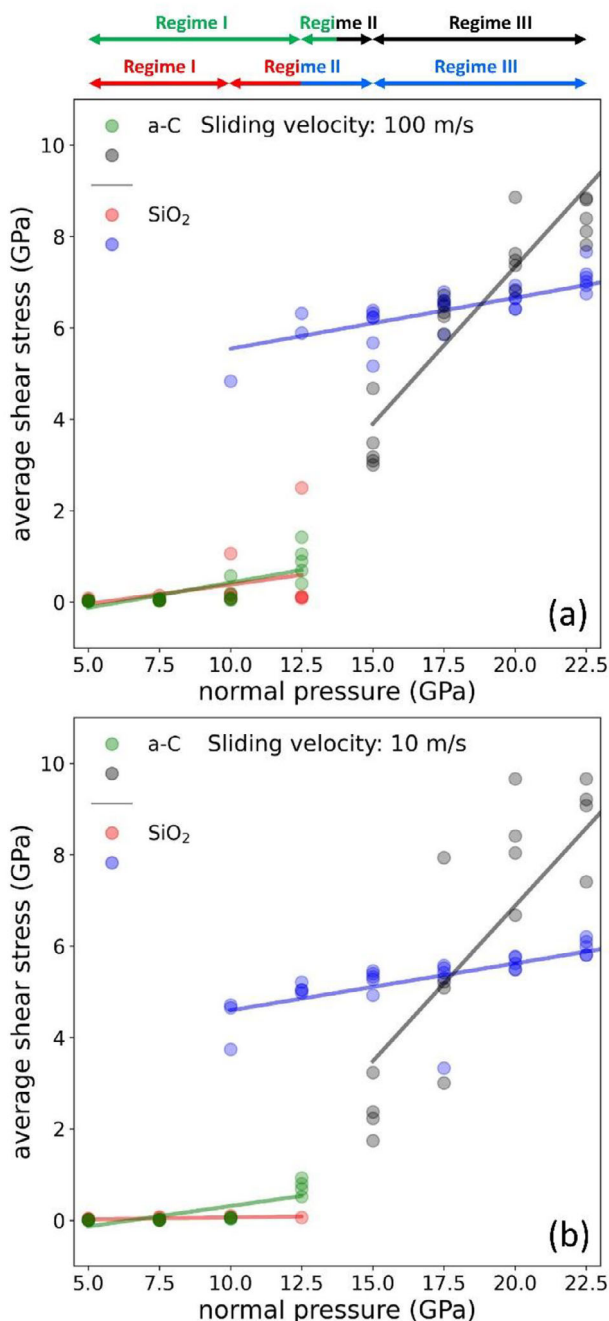 Regime I Regime II Regime III
Regime I Regime II Regime III
a-C Sliding velocity: 100 m/s
SiO₂
10
8
6
4
2
0
average shear stress (GPa)
(a)
5.0 7.5 10.0 12.5 15.0 17.5 20.0 22.5
normal pressure (GPa)
a-C Sliding velocity: 10 m/s
SiO₂
10
8
6
4
2
0
average shear stress (GPa)
(b)
5.0 7.5 10.0 12.5 15.0 17.5 20.0 22.5
normal pressure (GPa)